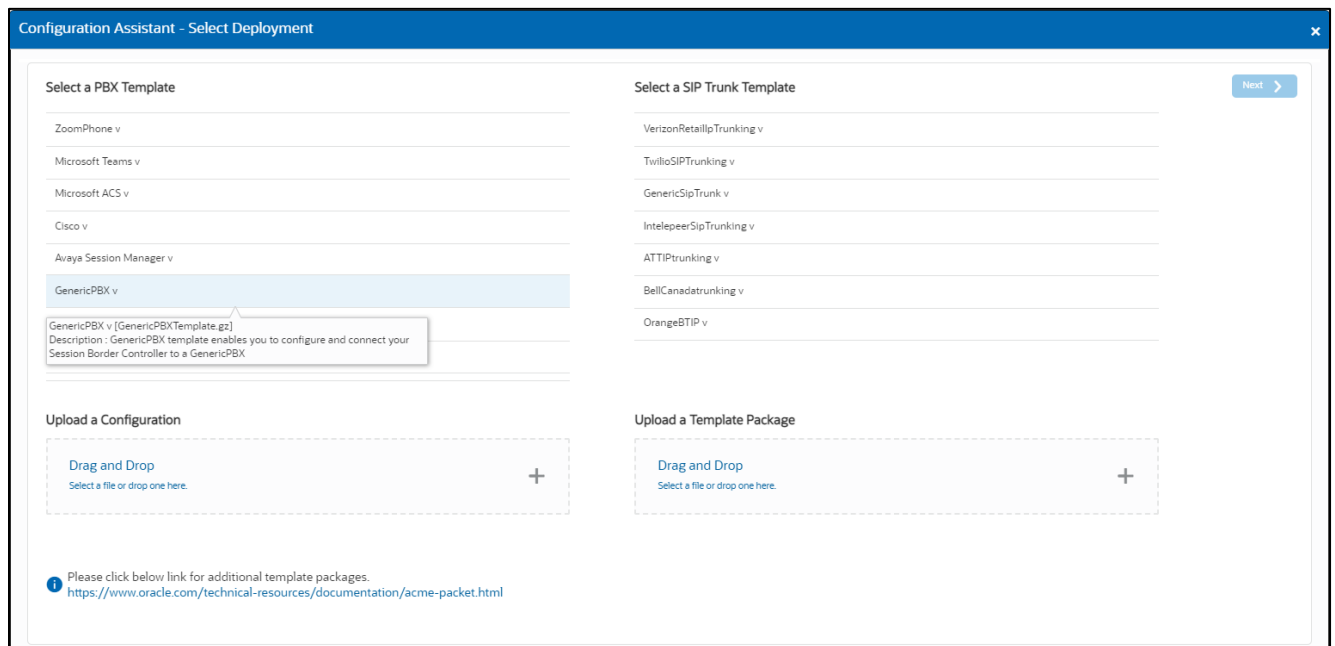 Configuration Assistant - Select Deployment
×
Select a PBX Template
Select a SIP Trunk Template
Next
ZoomPhone v
Microsoft Teams v
Microsoft ACS v
Cisco v
Avaya Session Manager v
GenericPBX v
GenericPBX v [GenericPBXTemplate.gz]
Description : GenericPBX template enables you to configure and connect your
Session Border Controller to a GenericPBX
VerizonRetailIpTrunking v
TwilioSIPTrunking v
GenericSipTrunk v
IntelepeerSipTrunking v
ATTIPtrunking v
BellCanadatrunking v
OrangeBTIP v
Upload a Configuration
Drag and Drop
Select a file or drop one here.
Upload a Template Package
Drag and Drop
Select a file or drop one here.
Please click below link for additional template packages.
https://www.oracle.com/technical-resources/documentation/acme-packet.html